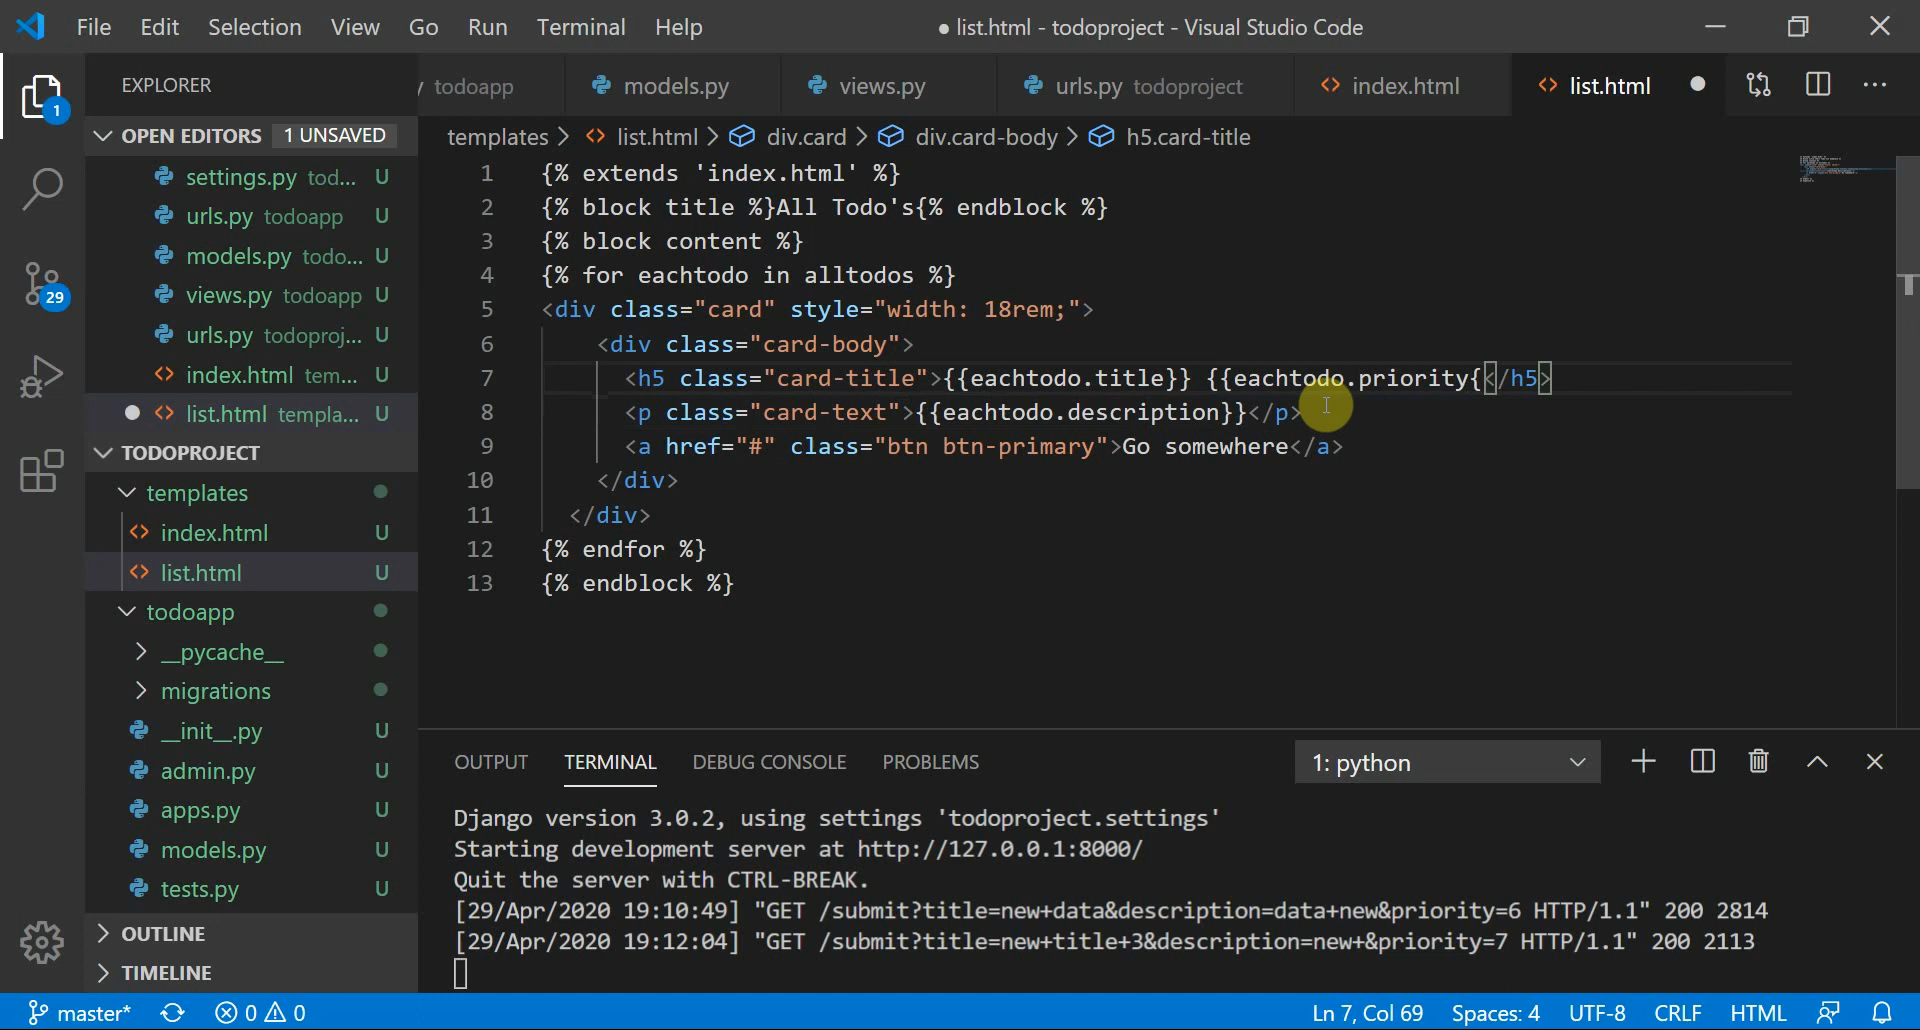 File Edit Selection View Go Run Terminal Help
● list.html - todoproject - Visual Studio Code
EXPLORER
todoapp models.py views.py urls.py todoproject index.html list.html
OPEN EDITORS 1 UNSAVED
settings.py tod... U
urls.py todoapp U
models.py todo... U
views.py todoapp U
urls.py todoproj... U
index.html tem... U
list.html templa... U
TODOPROJECT
templates
index.html U
list.html U
todoapp
__pycache__
migrations
__init__.py U
admin.py U
apps.py U
models.py U
tests.py U
OUTLINE
TIMELINE
1
29
templates > list.html > div.card > div.card-body > h5.card-title
1 {% extends 'index.html' %}
2 {% block title %}All Todo's{% endblock %}
3 {% block content %}
4 {% for eachtodo in alltodos %}
5 <div class="card" style="width: 18rem;">
6 <div class="card-body">
7 <h5 class="card-title">{{eachtodo.title}} {{eachtodo.priority{</h5>
8 <p class="card-text">{{eachtodo.description}}</p>
9 <a href="#" class="btn btn-primary">Go somewhere</a>
10 </div>
11 </div>
12 {% endfor %}
13 {% endblock %}
OUTPUT TERMINAL DEBUG CONSOLE PROBLEMS 1: python
Django version 3.0.2, using settings 'todoproject.settings'
Starting development server at http://127.0.0.1:8000/
Quit the server with CTRL-BREAK.
[29/Apr/2020 19:10:49] "GET /submit?title=new+data&description=data+new&priority=6 HTTP/1.1" 200 2814
[29/Apr/2020 19:12:04] "GET /submit?title=new+title+3&description=new+&priority=7 HTTP/1.1" 200 2113
master* 0 0 Ln 7, Col 69 Spaces: 4 UTF-8 CRLF HTML